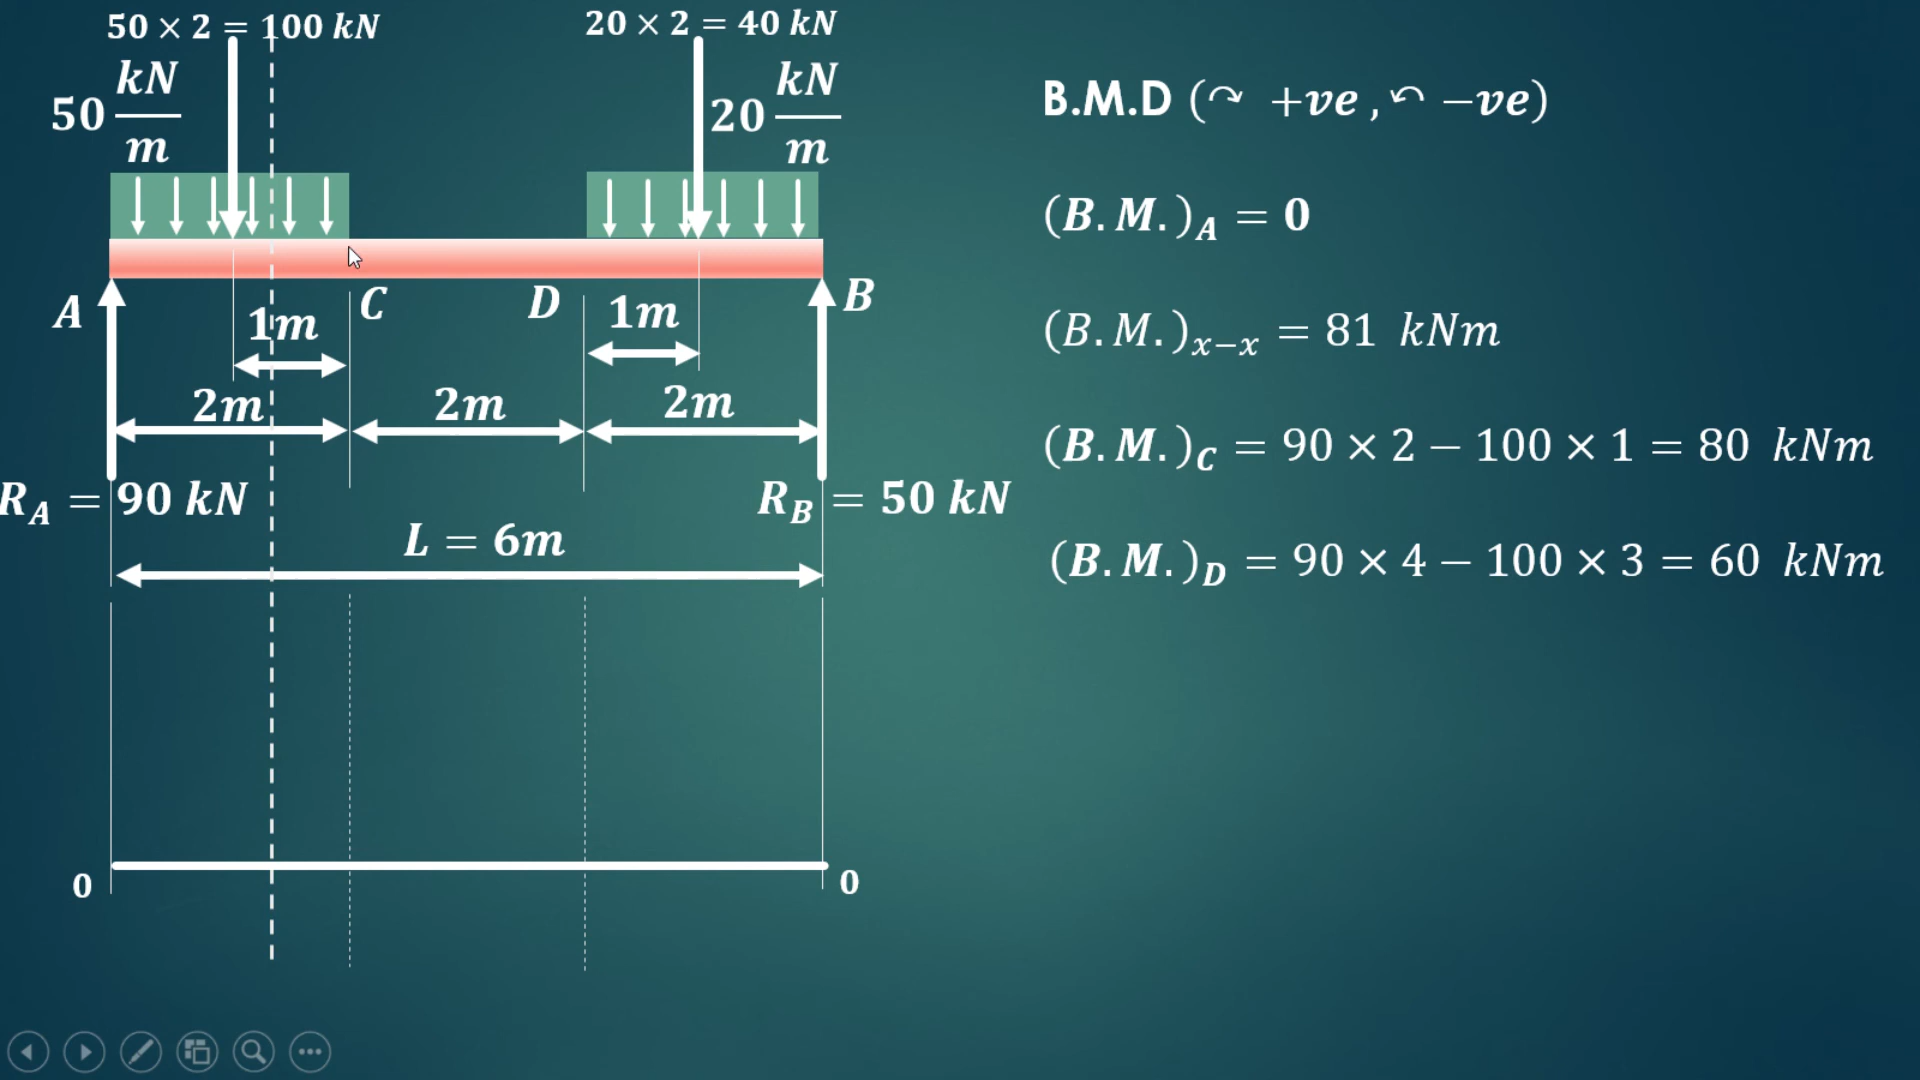 50 × 2 = 100 kN
20 × 2 = 40 kN
50 kN/m
20 kN/m
A
C
D
B
1m
1m
2m
2m
2m
R_A = 90 kN
R_B = 50 kN
L = 6m
0
0
B.M.D (↷ +ve , ↶ −ve)
(B.M.)_A = 0
(B.M.)_x−x = 81 kNm
(B.M.)_C = 90 × 2 − 100 × 1 = 80 kNm
(B.M.)_D = 90 × 4 − 100 × 3 = 60 kNm